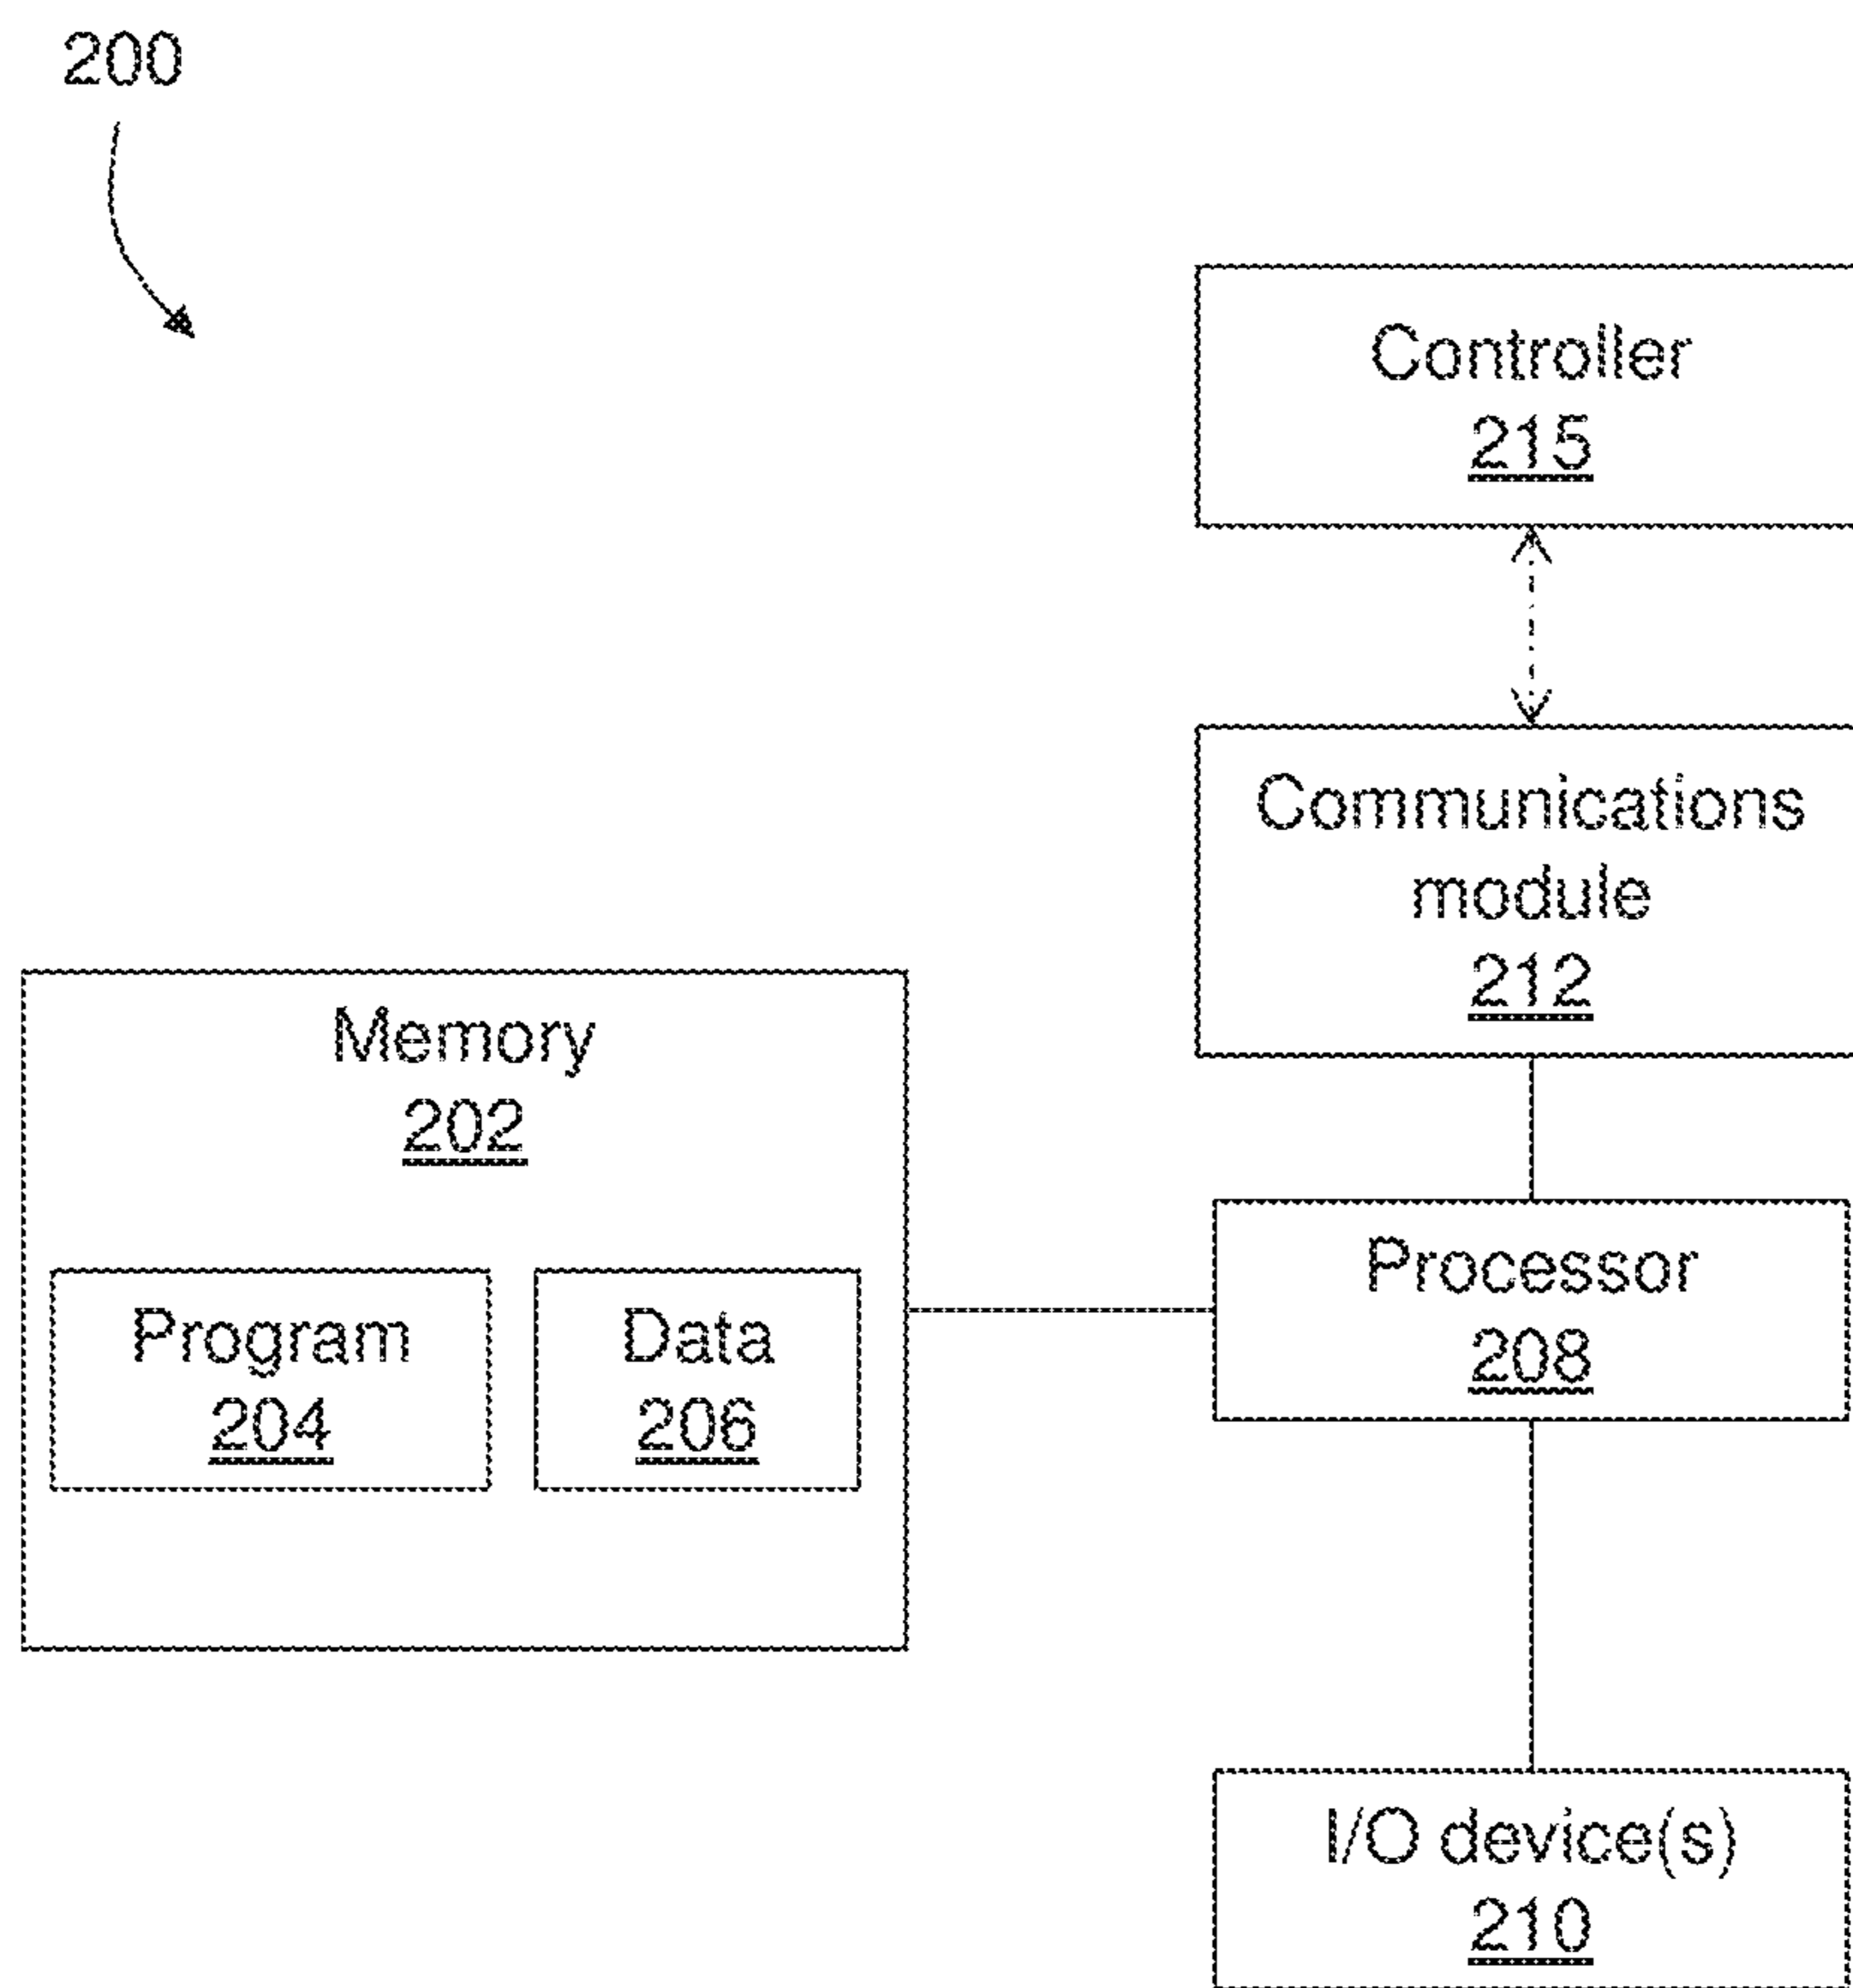 200
Controller
215
Communications
module
212
Memory
202
Program
204
Data
206
Processor
208
I/O device(s)
210